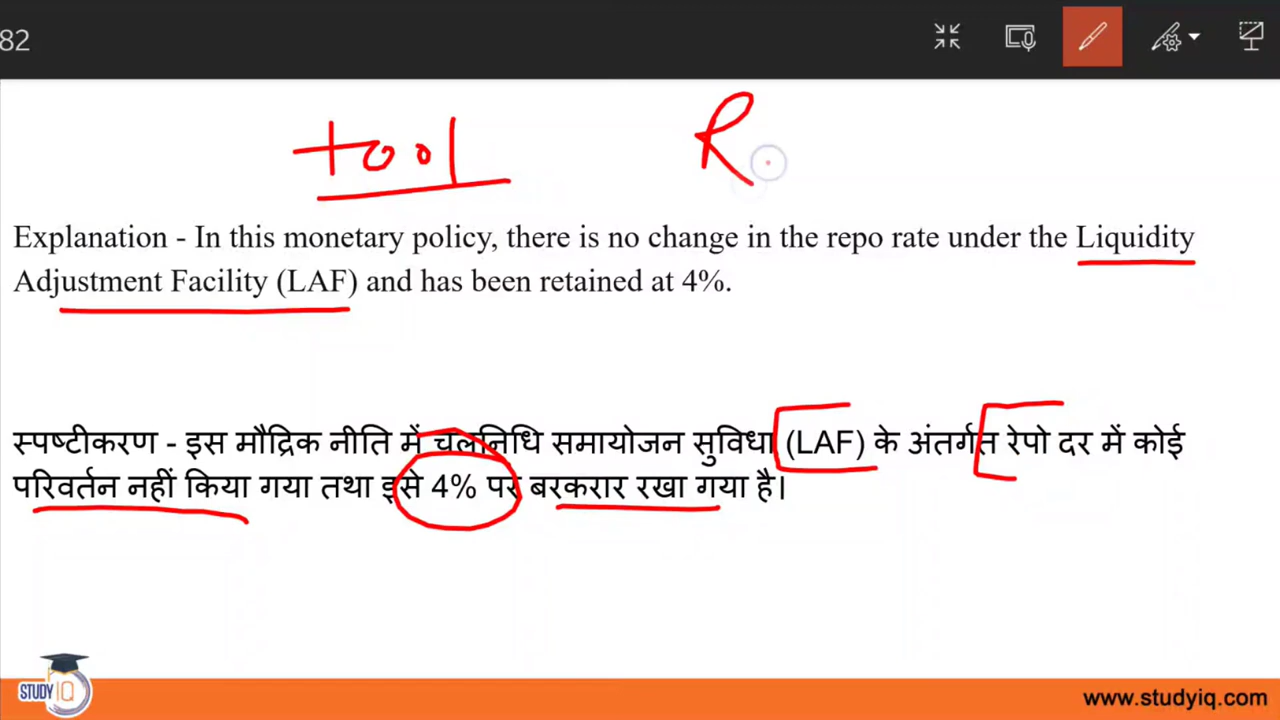 82
tool R
Explanation - In this monetary policy, there is no change in the repo rate under the Liquidity
Adjustment Facility (LAF) and has been retained at 4%.
स्पष्टीकरण - इस मौद्रिक नीति में चलनिधि समायोजन सुविधा (LAF) के अंतर्गत रेपो दर में कोई
परिवर्तन नहीं किया गया तथा इसे 4% पर बरकरार रखा गया है।
STUDY IQ
www.studyiq.com